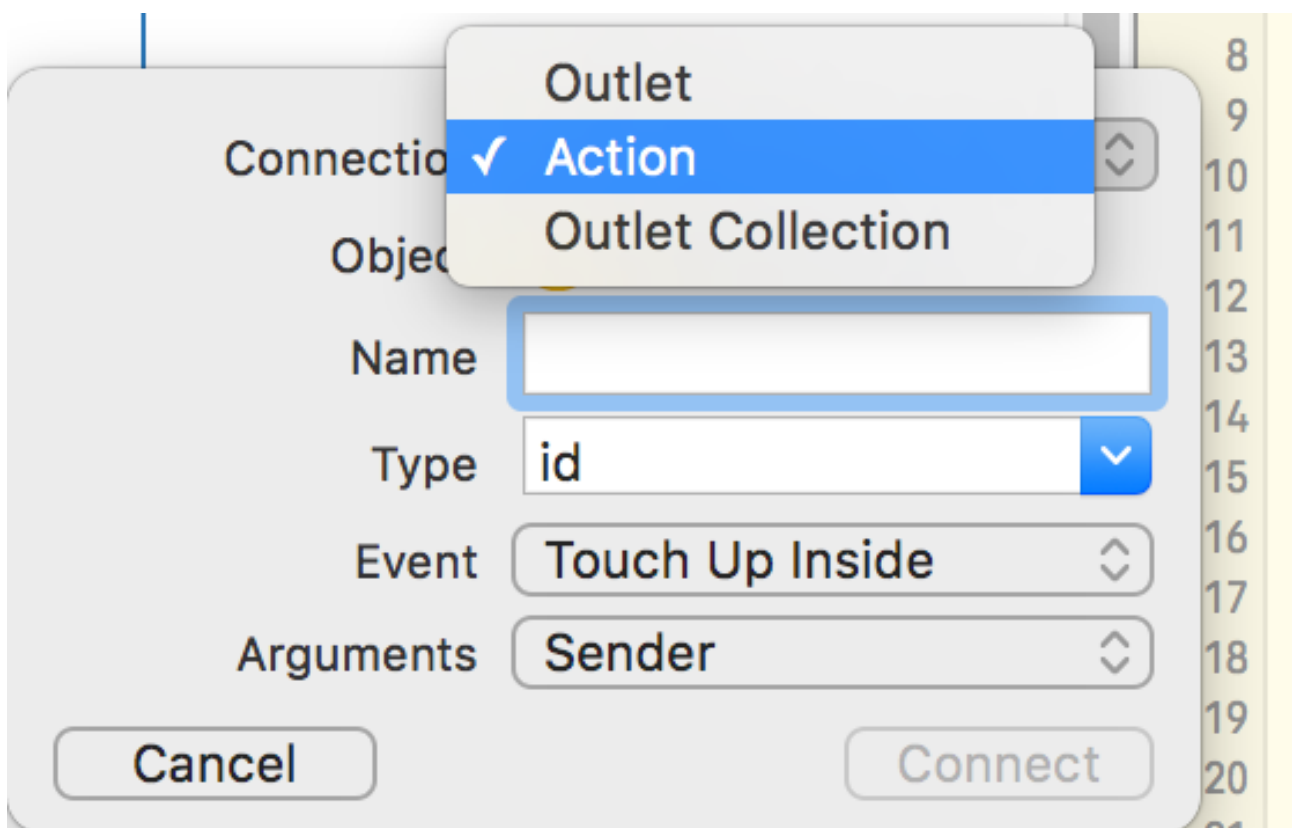 Outlet
Connectio ✓ Action
Outlet Collection
Objec
Name
Type id
Event Touch Up Inside
Arguments Sender
Cancel Connect
8
9
10
11
12
13
14
15
16
17
18
19
20